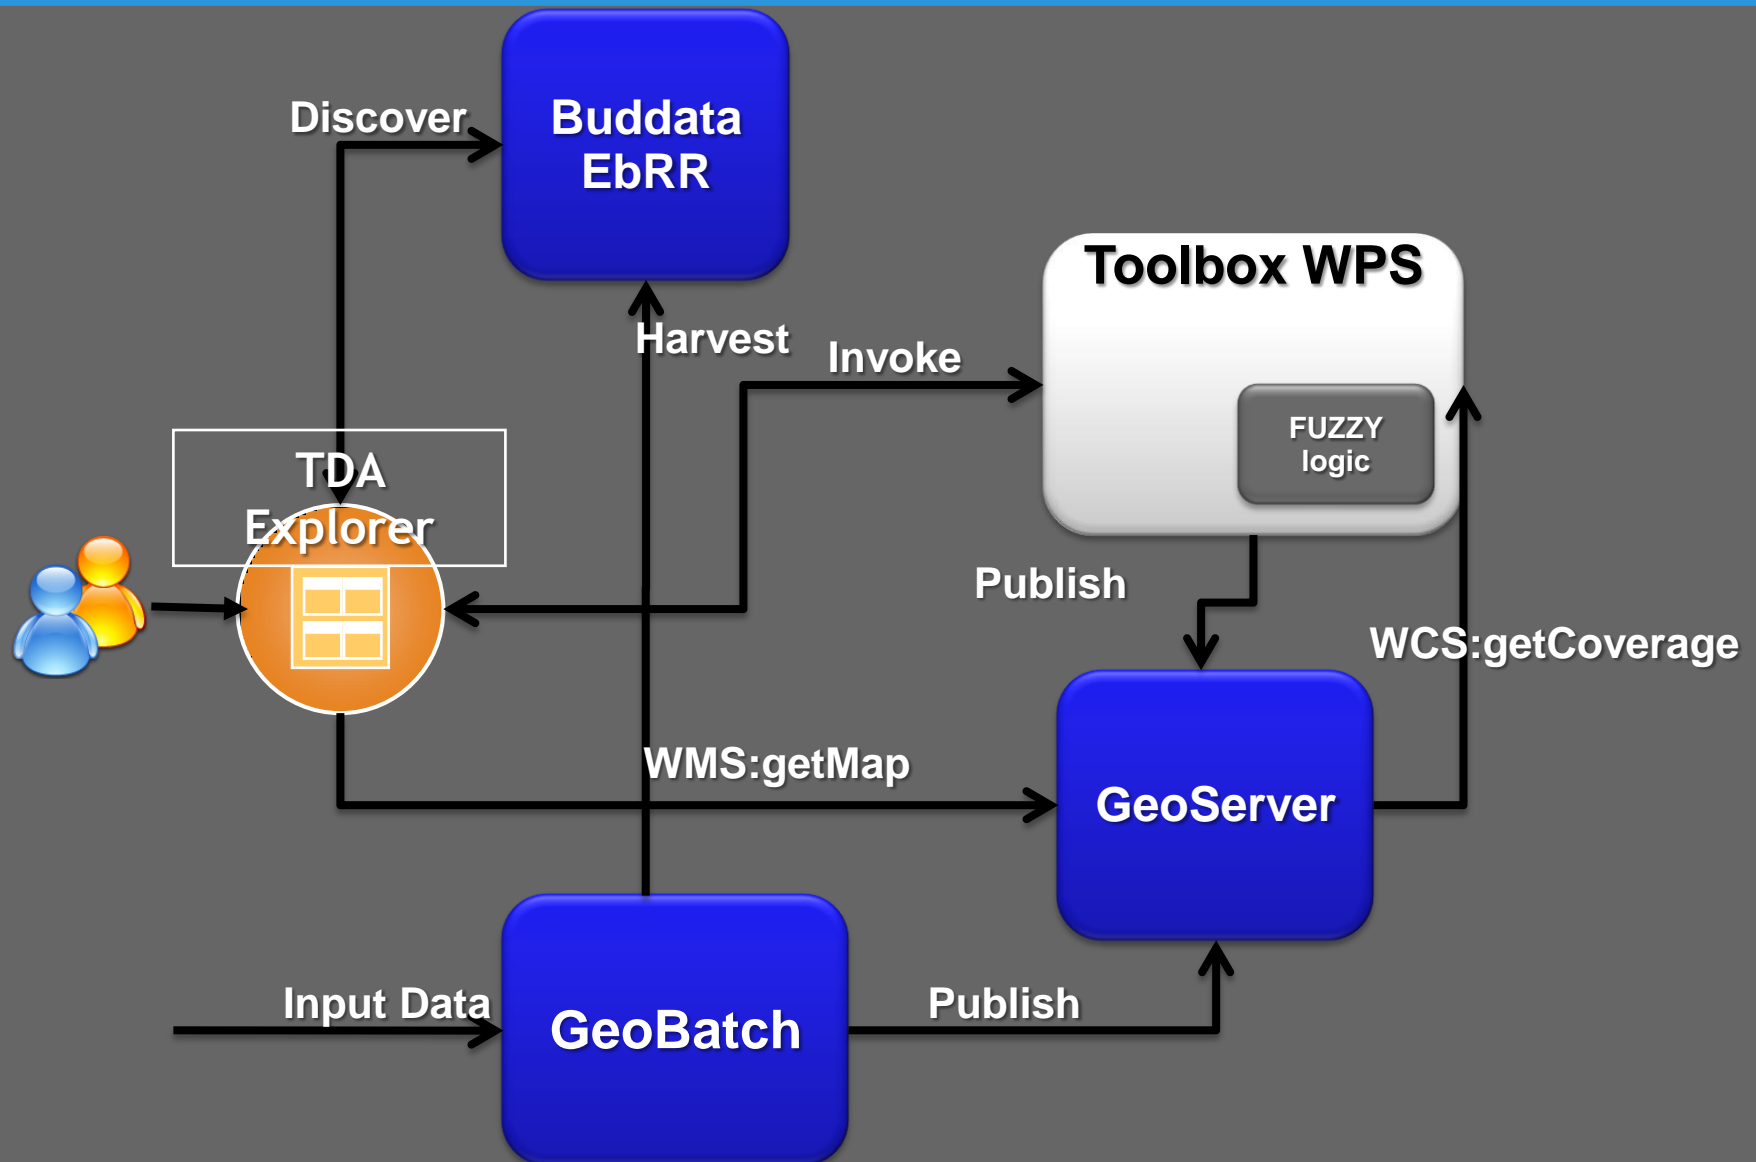 Discover
Buddata
EbRR
Toolbox WPS
Harvest
Invoke
FUZZY
logic
TDA
Explorer
Publish
WCS:getCoverage
WMS:getMap
GeoServer
Input Data
GeoBatch
Publish